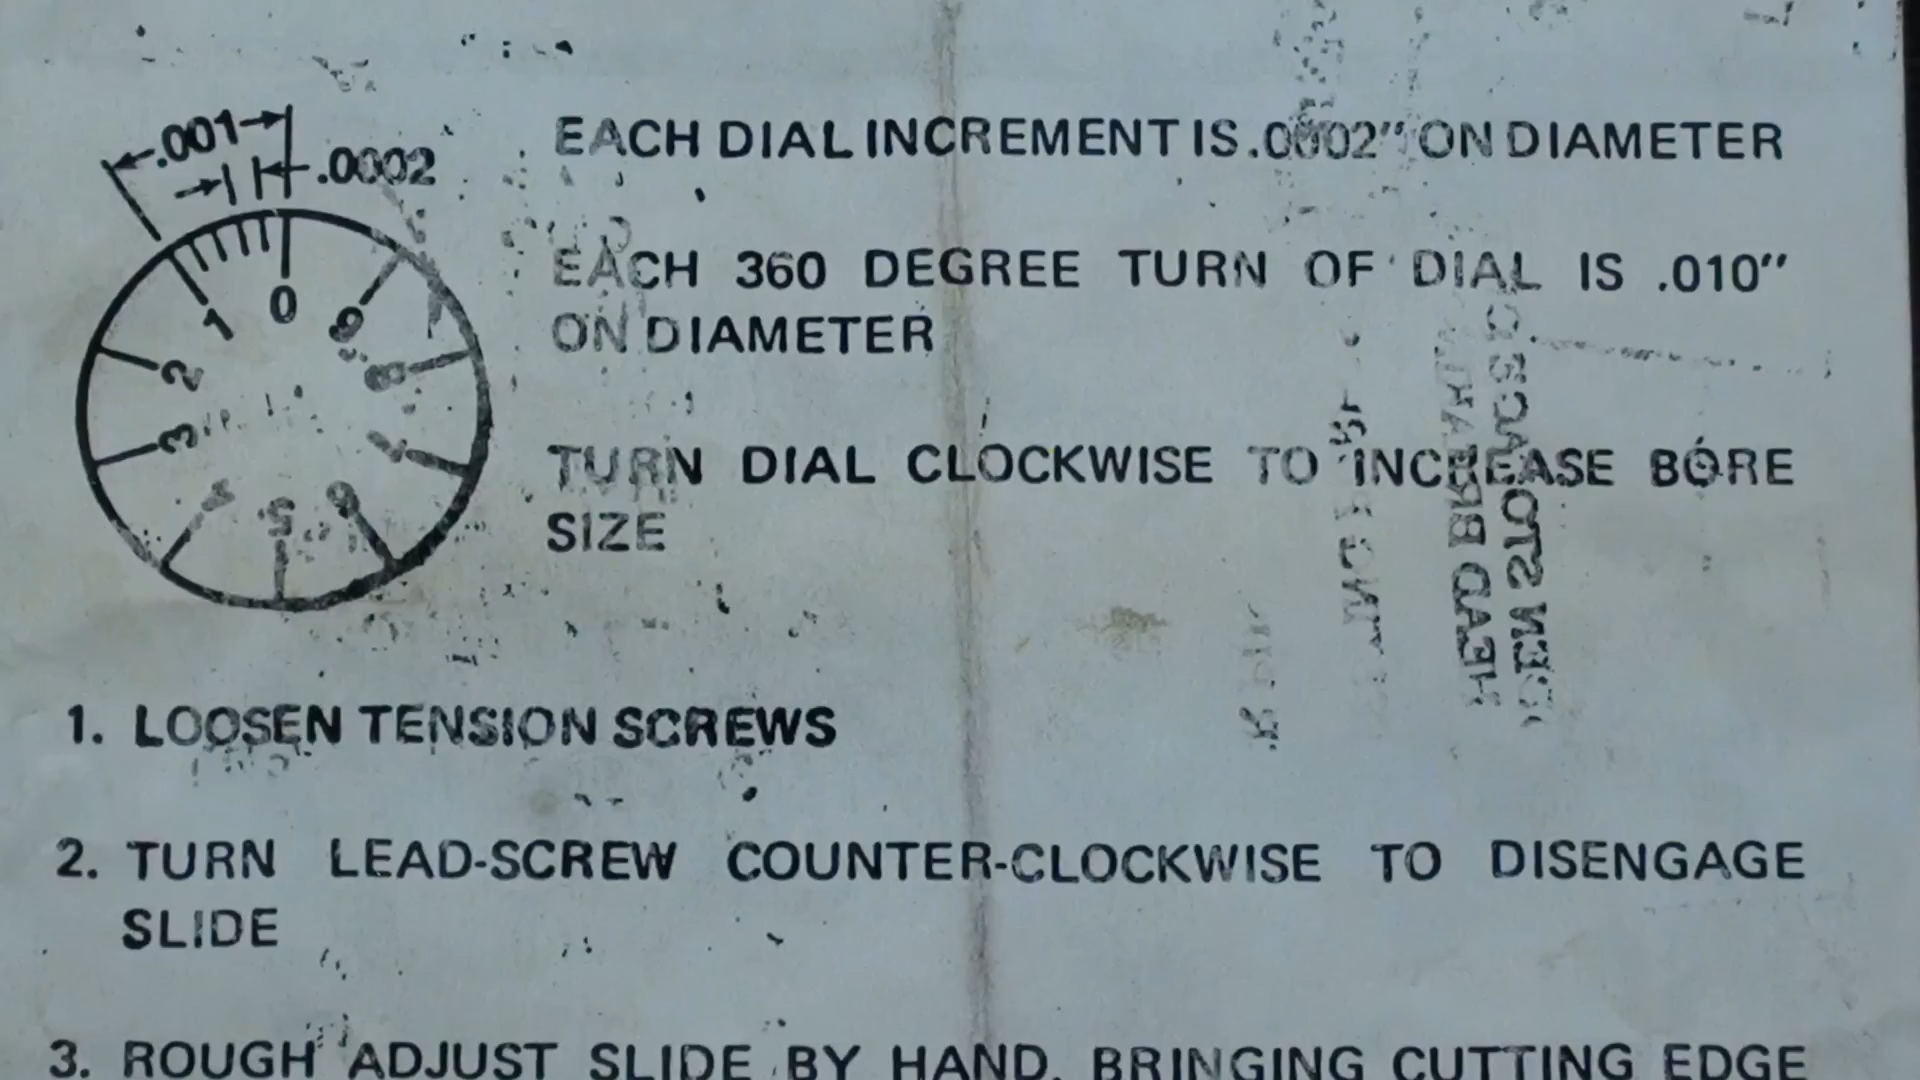 .001
.0002
0
1
2
3
4
5
6
7
8
9
EACH DIAL INCREMENT IS .0002" ON DIAMETER
EACH 360 DEGREE TURN OF DIAL IS .010"
ON DIAMETER
TURN DIAL CLOCKWISE TO INCREASE BORE
SIZE
1. LOOSEN TENSION SCREWS
2. TURN LEAD-SCREW COUNTER-CLOCKWISE TO DISENGAGE
SLIDE
3. ROUGH ADJUST SLIDE BY HAND, BRINGING CUTTING EDGE